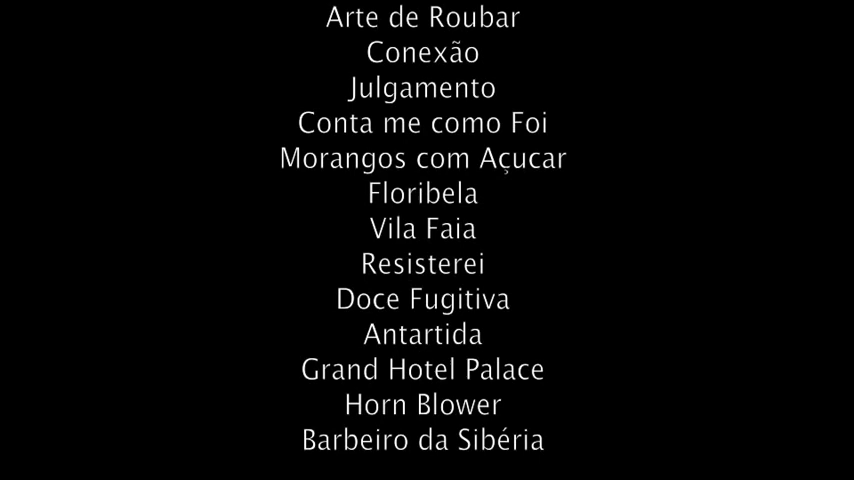 Arte de Roubar
Conexão
Julgamento
Conta me como Foi
Morangos com Açucar
Floribela
Vila Faia
Resisterei
Doce Fugitiva
Antartida
Grand Hotel Palace
Horn Blower
Barbeiro da Sibéria